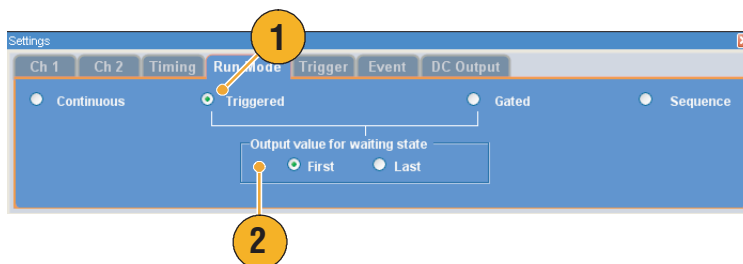 1
Settings
Ch 1 Ch 2 Timing Run Mode Trigger Event DC Output
Continuous Triggered Gated Sequence
Output value for waiting state
First Last
2